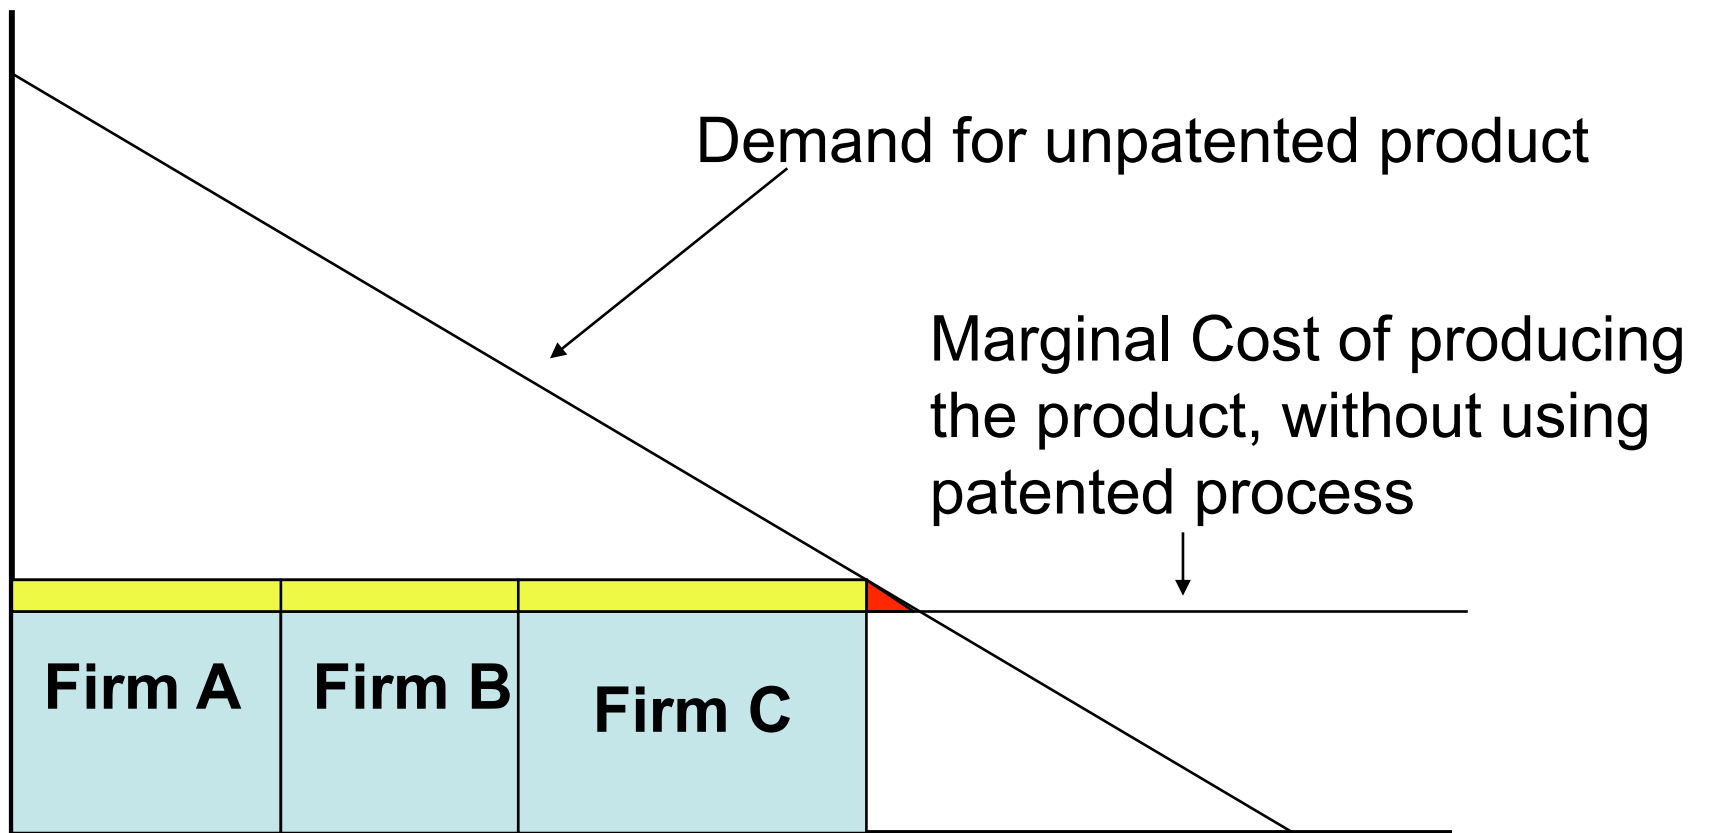 Demand for unpatented product
Marginal Cost of producing
the product, without using
patented process
Firm A
Firm B
Firm C